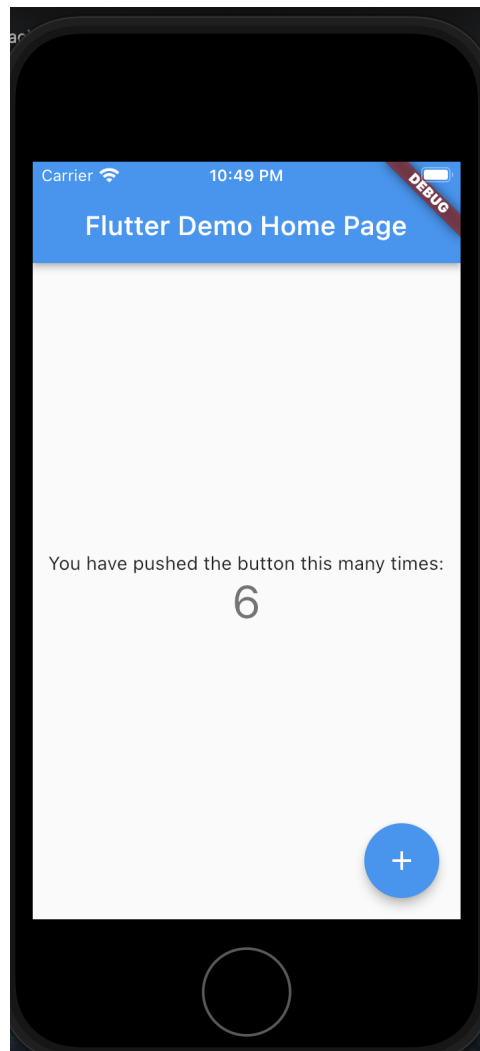 Carrier 10:49 PM
DEBUG
Flutter Demo Home Page
You have pushed the button this many times:
6
+